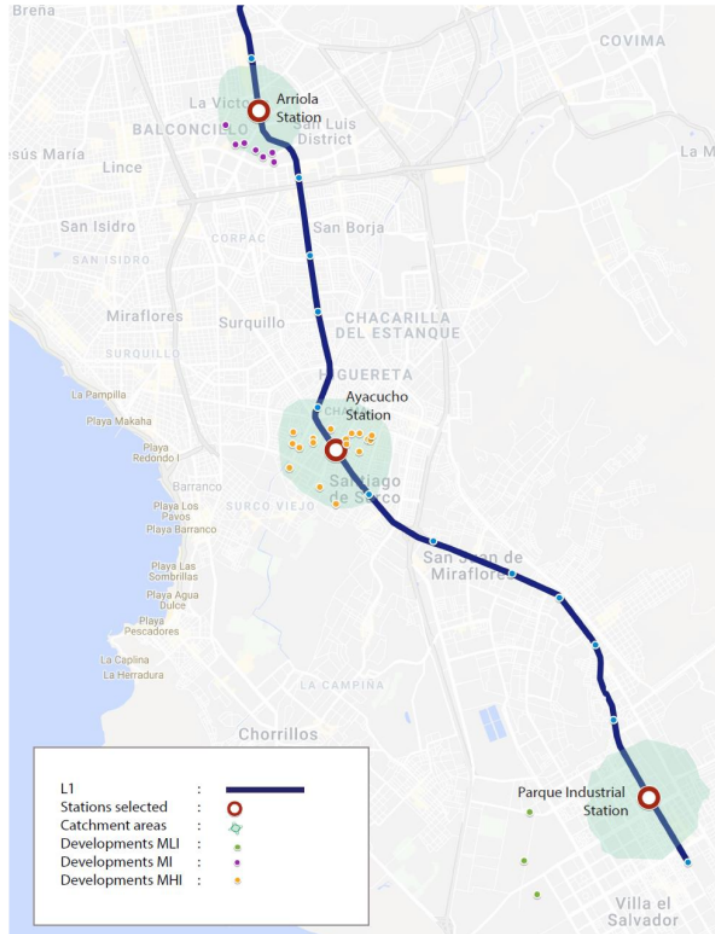 Breña
COVIMA
La Victo
Arriola
Station
BALCONCILLO
San Luis
District
Jesús María
Lince
La M
San Isidro
CORPAC
San Borja
SAN ISIDRO
Miraflores
Surquillo
CHACARILLA
DEL ESTANQUE
SURQUILLO
HIGUERETA
La Pampilla
Ayacucho
Station
CHAMA
Playa Makaha
Playa
Redondo I
Barranco
Santiago
de Surco
SURCO VIEJO
Playa Los
Pavos
Playa Barranco
San Juan de
Miraflores
Playa Las
Sombrillas
Playa Agua
Dulce
Playa
Pescadores
La Caplina
La Herradura
LA CAMPIÑA
Chorrillos
Parque Industrial
Station
L1 :
Stations selected :
Catchment areas :
Developments MLI :
Developments MI :
Developments MHI :
Villa el
Salvador